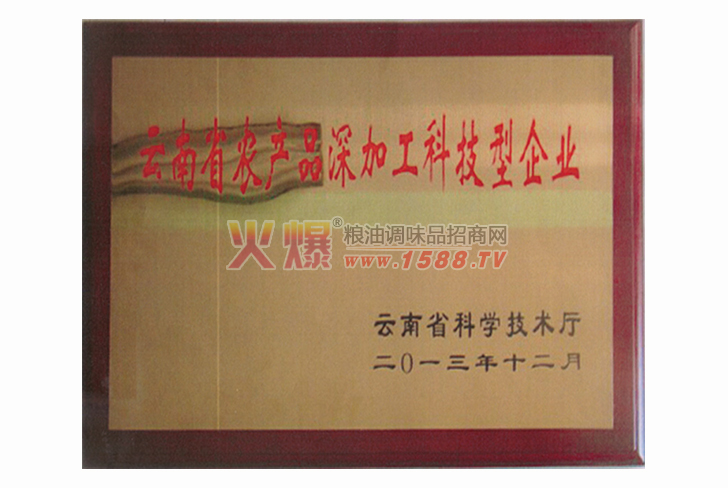 云南省农产品深加工科技型企业
火爆®粮油调味品招商网
www.1588.TV
云南省科学技术厅
二〇一三年十二月